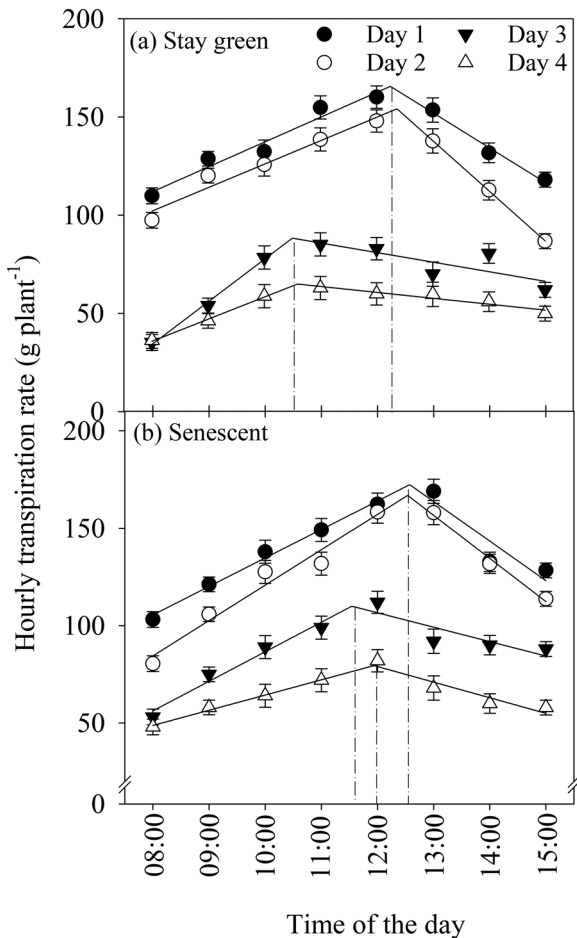 200
(a) Stay green
Day 1
Day 3
Day 2
Day 4
150
100
50
0
Hourly transpiration rate (g plant⁻¹)
200
(b) Senescent
150
100
50
0
08:00
09:00
10:00
11:00
12:00
13:00
14:00
15:00
Time of the day